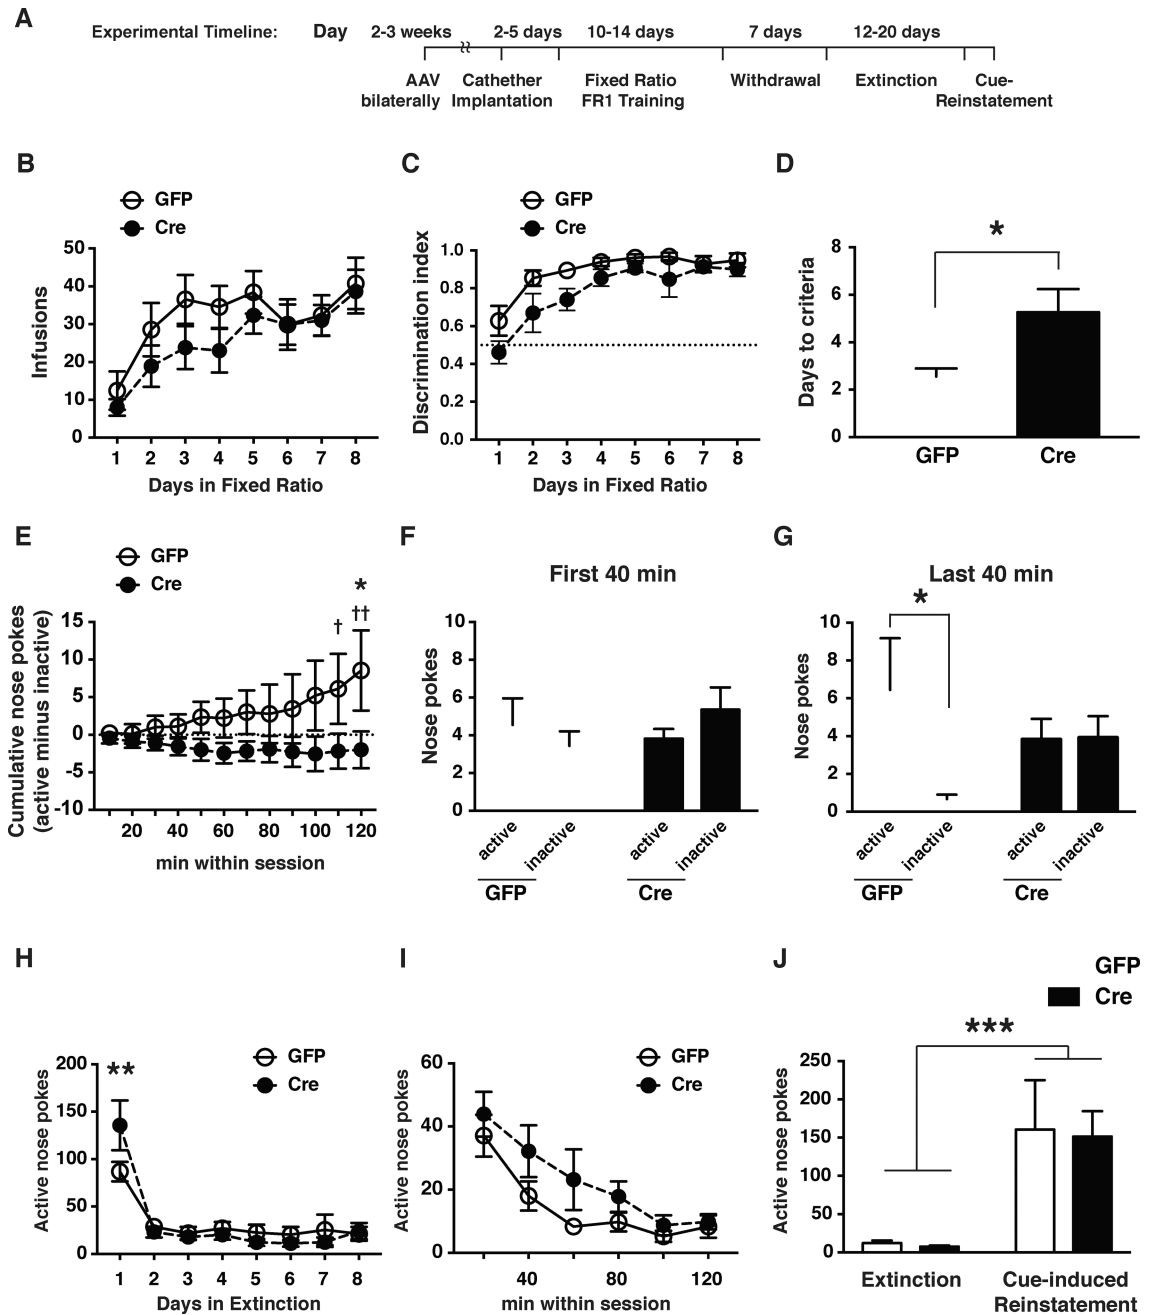 A
Experimental Timeline: Day 2-3 weeks 2-5 days 10-14 days 7 days 12-20 days
AAV Cathether Fixed Ratio Withdrawal Extinction Cue-
bilaterally Implantation FR1 Training Reinstatement
B
GFP
Cre
Infusions
50
40
30
20
10
0
1 2 3 4 5 6 7 8
Days in Fixed Ratio
C
GFP
Cre
Discrimination index
1.0
0.8
0.6
0.4
0.2
0.0
1 2 3 4 5 6 7 8
Days in Fixed Ratio
D
*
Days to criteria
8
6
4
2
0
GFP Cre
E
GFP
Cre
*
† ††
Cumulative nose pokes
(active minus inactive)
15
10
5
0
-5
-10
20 40 60 80 100 120
min within session
F
First 40 min
Nose pokes
10
8
6
4
2
0
active inactive active inactive
GFP Cre
G
Last 40 min
*
Nose pokes
10
8
6
4
2
0
active inactive active inactive
GFP Cre
H
GFP
Cre
**
Active nose pokes
200
150
100
50
0
1 2 3 4 5 6 7 8
Days in Extinction
I
GFP
Cre
Active nose pokes
60
40
20
0
40 80 120
min within session
J
GFP
Cre
***
Active nose pokes
250
200
150
100
50
0
Extinction Cue-induced
Reinstatement